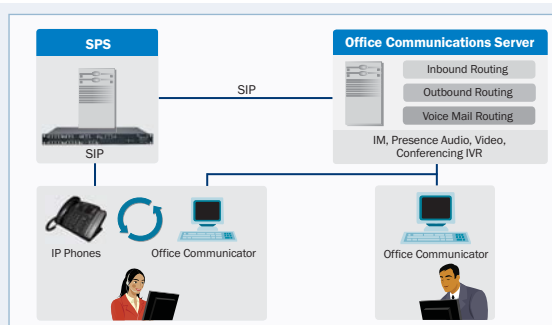 SPS
Office Communications Server
Inbound Routing
SIP
Outbound Routing
Voice Mail Routing
SIP
IM, Presence Audio, Video,
Conferencing IVR
IP Phones
Office Communicator
Office Communicator